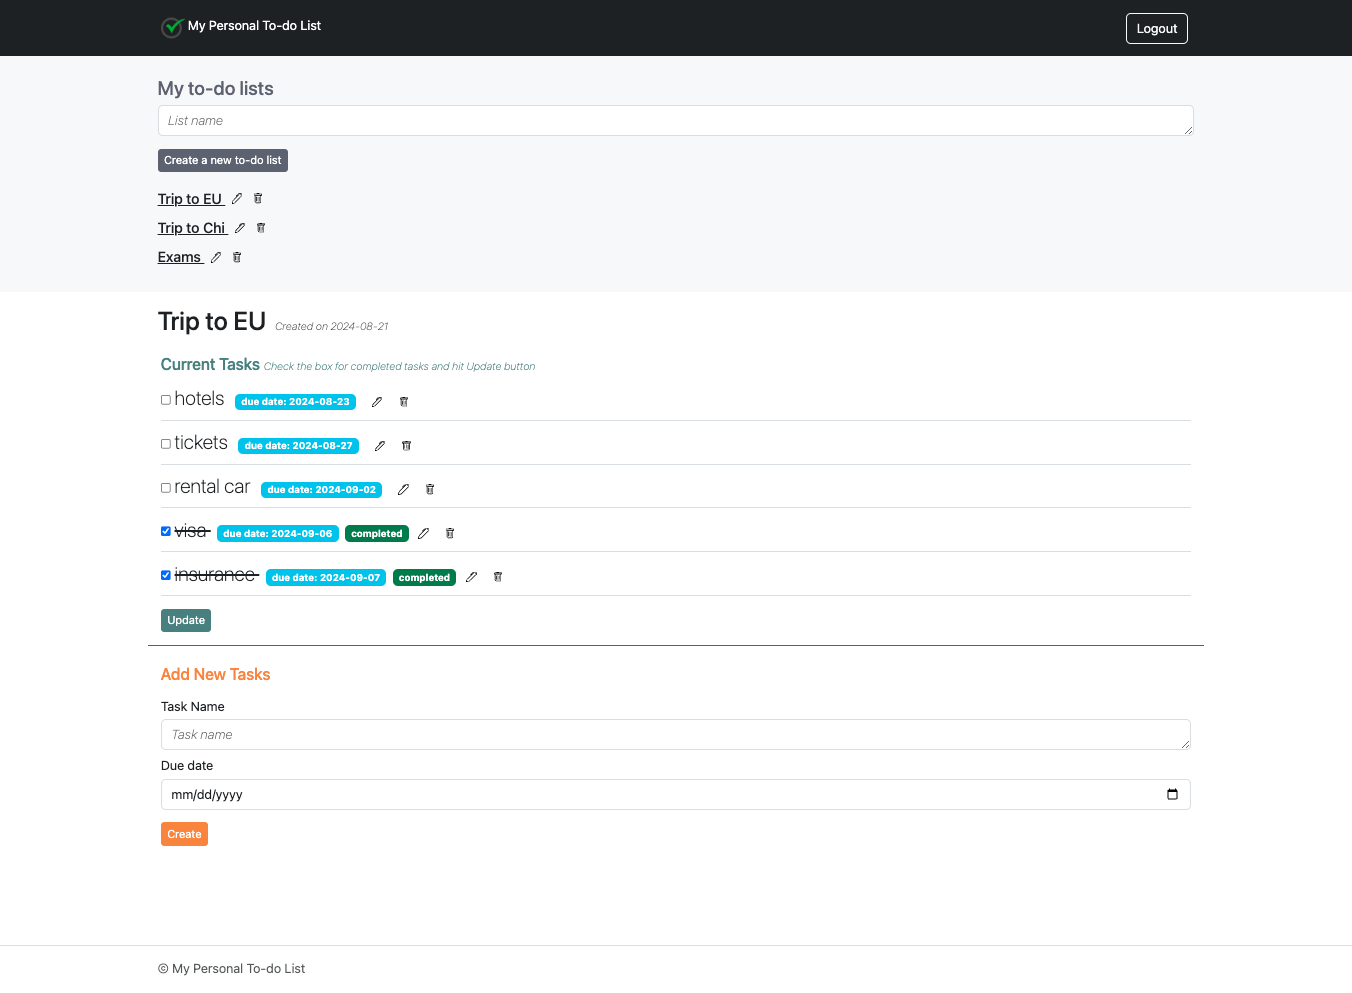 My Personal To-do List
Logout
My to-do lists
List name
Create a new to-do list
Trip to EU
Trip to Chi
Exams
Trip to EU Created on 2024-08-21
Current Tasks Check the box for completed tasks and hit Update button
hotels due date: 2024-08-23
tickets due date: 2024-08-27
rental car due date: 2024-09-02
visa due date: 2024-09-06 completed
insurance due date: 2024-09-07 completed
Update
Add New Tasks
Task Name
Task name
Due date
mm/dd/yyyy
Create
© My Personal To-do List